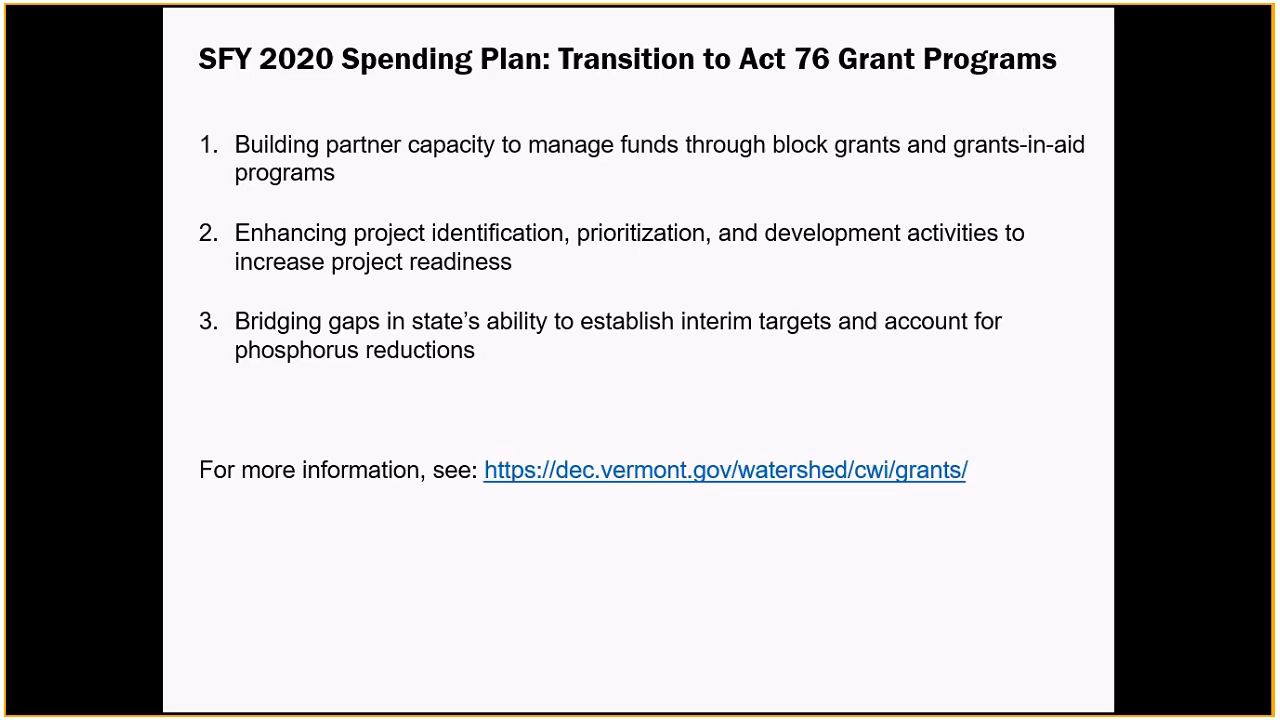 SFY 2020 Spending Plan: Transition to Act 76 Grant Programs
1. Building partner capacity to manage funds through block grants and grants-in-aid
programs
2. Enhancing project identification, prioritization, and development activities to
increase project readiness
3. Bridging gaps in state’s ability to establish interim targets and account for
phosphorus reductions
For more information, see: https://dec.vermont.gov/watershed/cwi/grants/